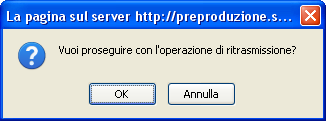 La pagina sul server http://preproduzione.s...
Vuoi proseguire con l'operazione di ritrasmissione?
OK
Annulla